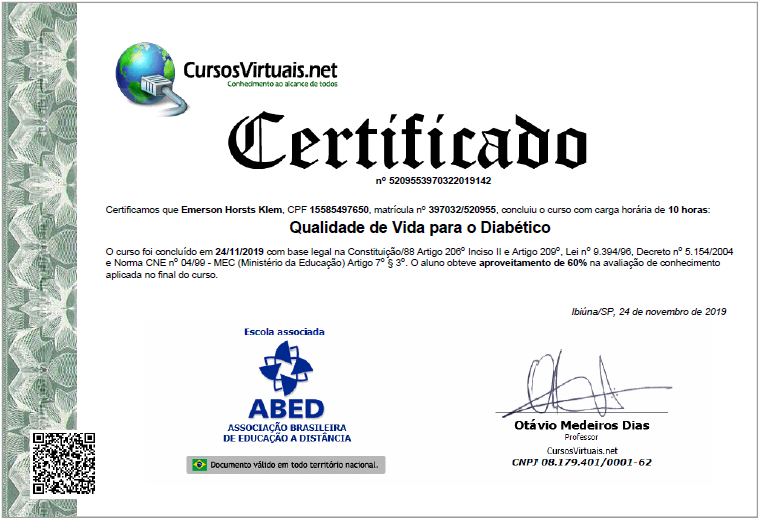 CursosVirtuais.net
Conhecimento ao alcance de todos
Certificado
nº 5209553970322019142
Certificamos que Emerson Horsts Klem, CPF 15585497650, matrícula nº 397032/520955, concluiu o curso com carga horária de 10 horas:
Qualidade de Vida para o Diabético
O curso foi concluído em 24/11/2019 com base legal na Constituição/88 Artigo 206º Inciso II e Artigo 209º, Lei nº 9.394/96, Decreto nº 5.154/2004
e Norma CNE nº 04/99 - MEC (Ministério da Educação) Artigo 7º § 3º. O aluno obteve aproveitamento de 60% na avaliação de conhecimento
aplicada no final do curso.
Ibiúna/SP, 24 de novembro de 2019
Escola associada
ABED
ASSOCIAÇÃO BRASILEIRA
DE EDUCAÇÃO A DISTÂNCIA
Documento válido em todo território nacional.
Otávio Medeiros Dias
Professor
CursosVirtuais.net
CNPJ 08.179.401/0001-62